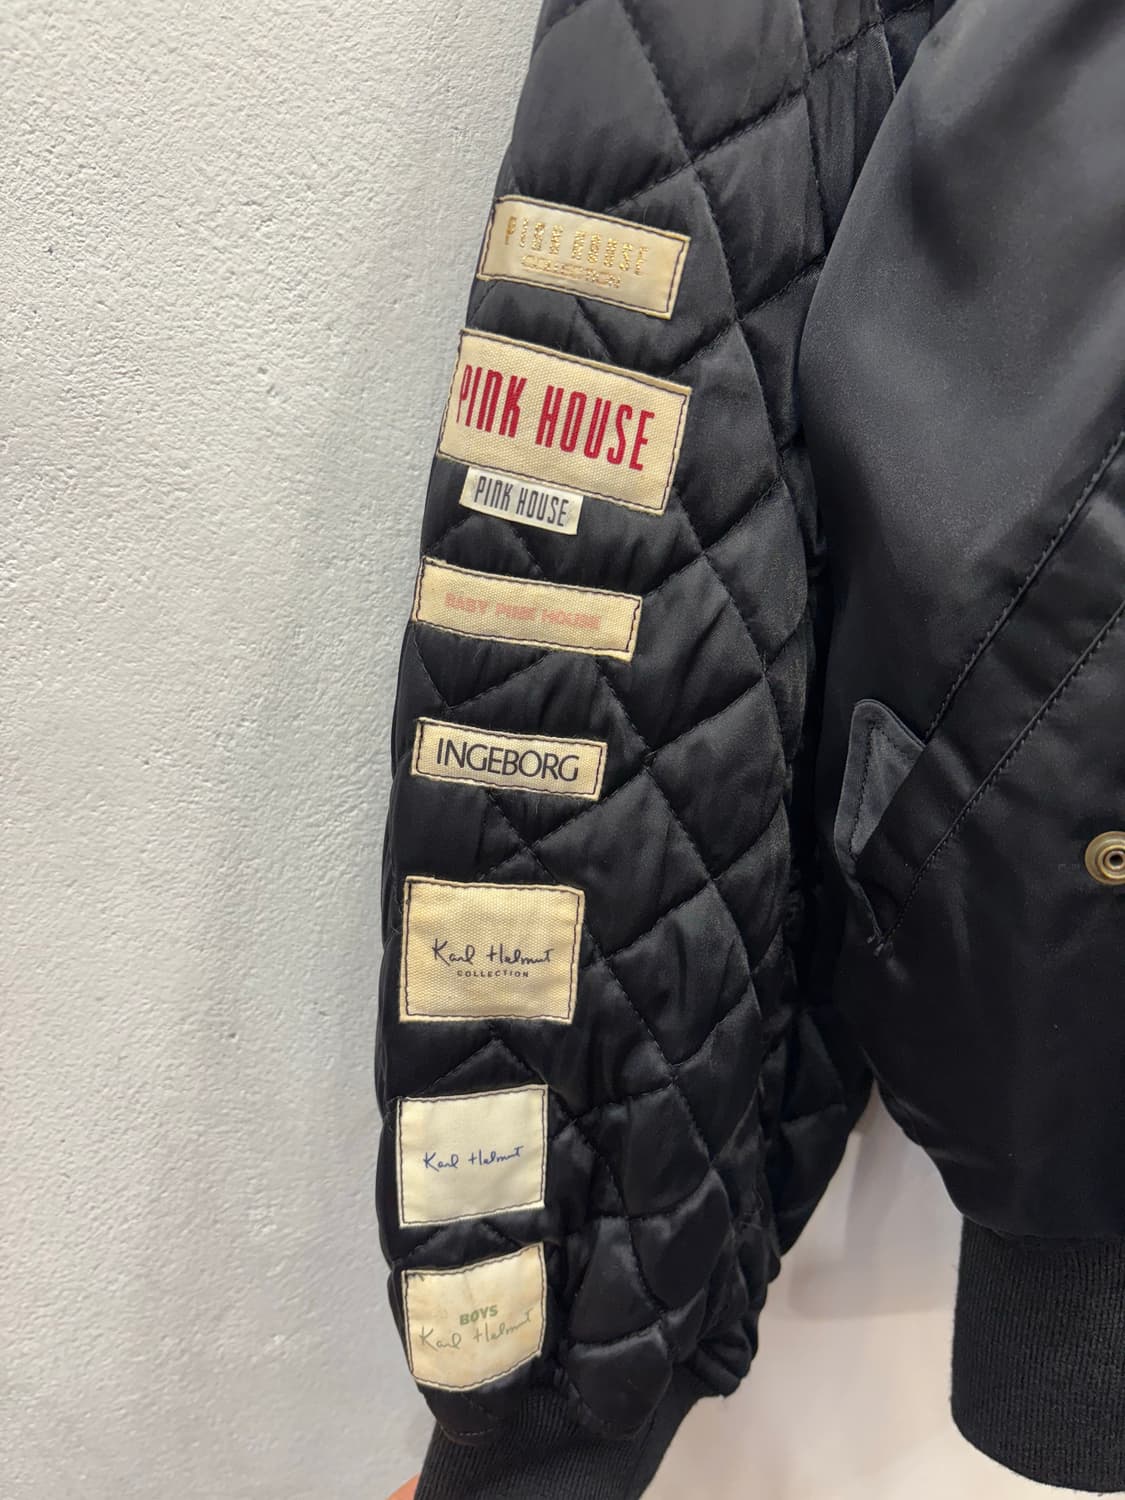 PINK HOUSE
COLLECTION
PINK HOUSE
PINK HOUSE
BABY PINK HOUSE
INGEBORG
Karl Helmut
COLLECTION
Karl Helmut
BOYS
Karl Helmut